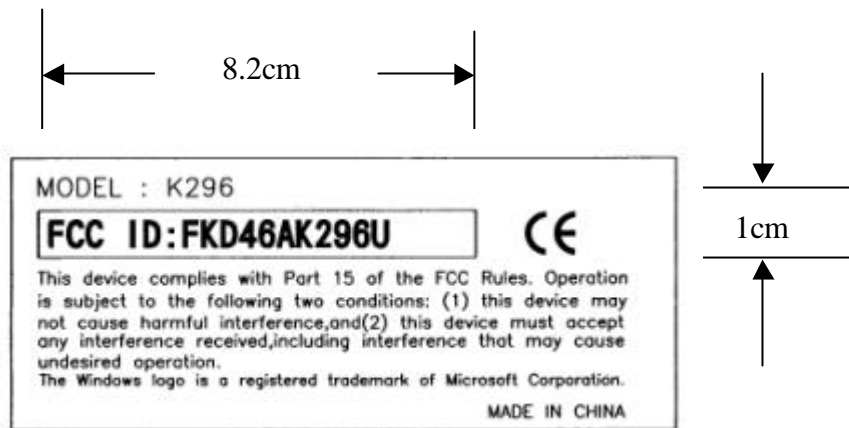 8.2cm
MODEL : K296
FCC ID:FKD46AK296U CE
1cm
This device complies with Part 15 of the FCC Rules. Operation
is subject to the following two conditions: (1) this device may
not cause harmful interference,and(2) this device must accept
any interference received,including interference that may cause
undesired operation.
The Windows logo is a registered trademark of Microsoft Corporation.
MADE IN CHINA